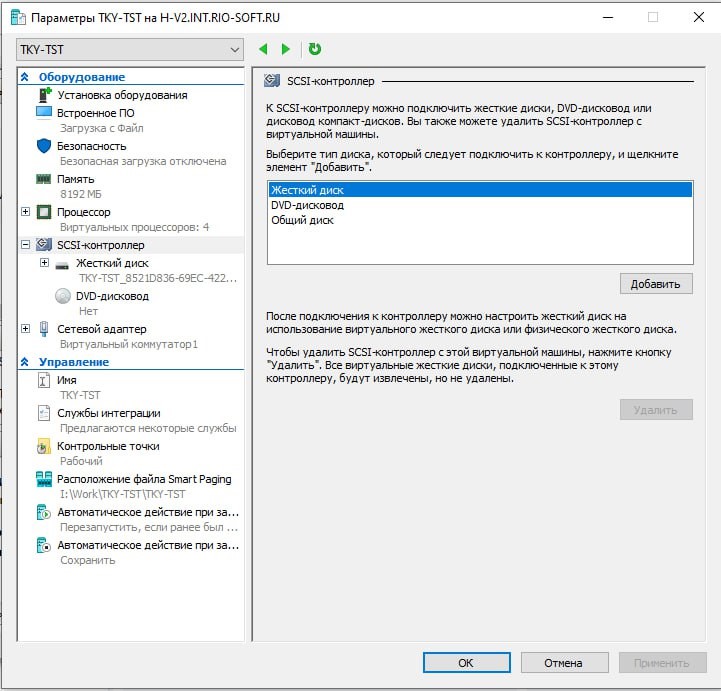 Параметры TKY-TST на H-V2.INT.RIO-SOFT.RU
TKY-TST
Оборудование
Установка оборудования
Встроенное ПО
Загрузка с Файл
Безопасность
Безопасная загрузка отключена
Память
8192 МБ
Процессор
Виртуальных процессоров: 4
SCSI-контроллер
Жесткий диск
TKY-TST_8521D836-69EC-422...
DVD-дисковод
Нет
Сетевой адаптер
Виртуальный коммутатор1
Управление
Имя
TKY-TST
Службы интеграции
Предлагаются некоторые службы
Контрольные точки
Рабочий
Расположение файла Smart Paging
I:\Work\TKY-TST\TKY-TST
Автоматическое действие при за...
Перезапустить, если ранее был ...
Автоматическое действие при за...
Сохранить
SCSI-контроллер
К SCSI-контроллеру можно подключить жесткие диски, DVD-дисковод или
дисковод компакт-дисков. Вы также можете удалить SCSI-контроллер с
виртуальной машины.
Выберите тип диска, который следует подключить к контроллеру, и щелкните
элемент "Добавить".
Жесткий диск
DVD-дисковод
Общий диск
Добавить
После подключения к контроллеру можно настроить жесткий диск на
использование виртуального жесткого диска или физического жесткого диска.
Чтобы удалить SCSI-контроллер с этой виртуальной машины, нажмите кнопку
"Удалить". Все виртуальные жесткие диски, подключенные к этому
контроллеру, будут извлечены, но не удалены.
Удалить
ОК
Отмена
Применить